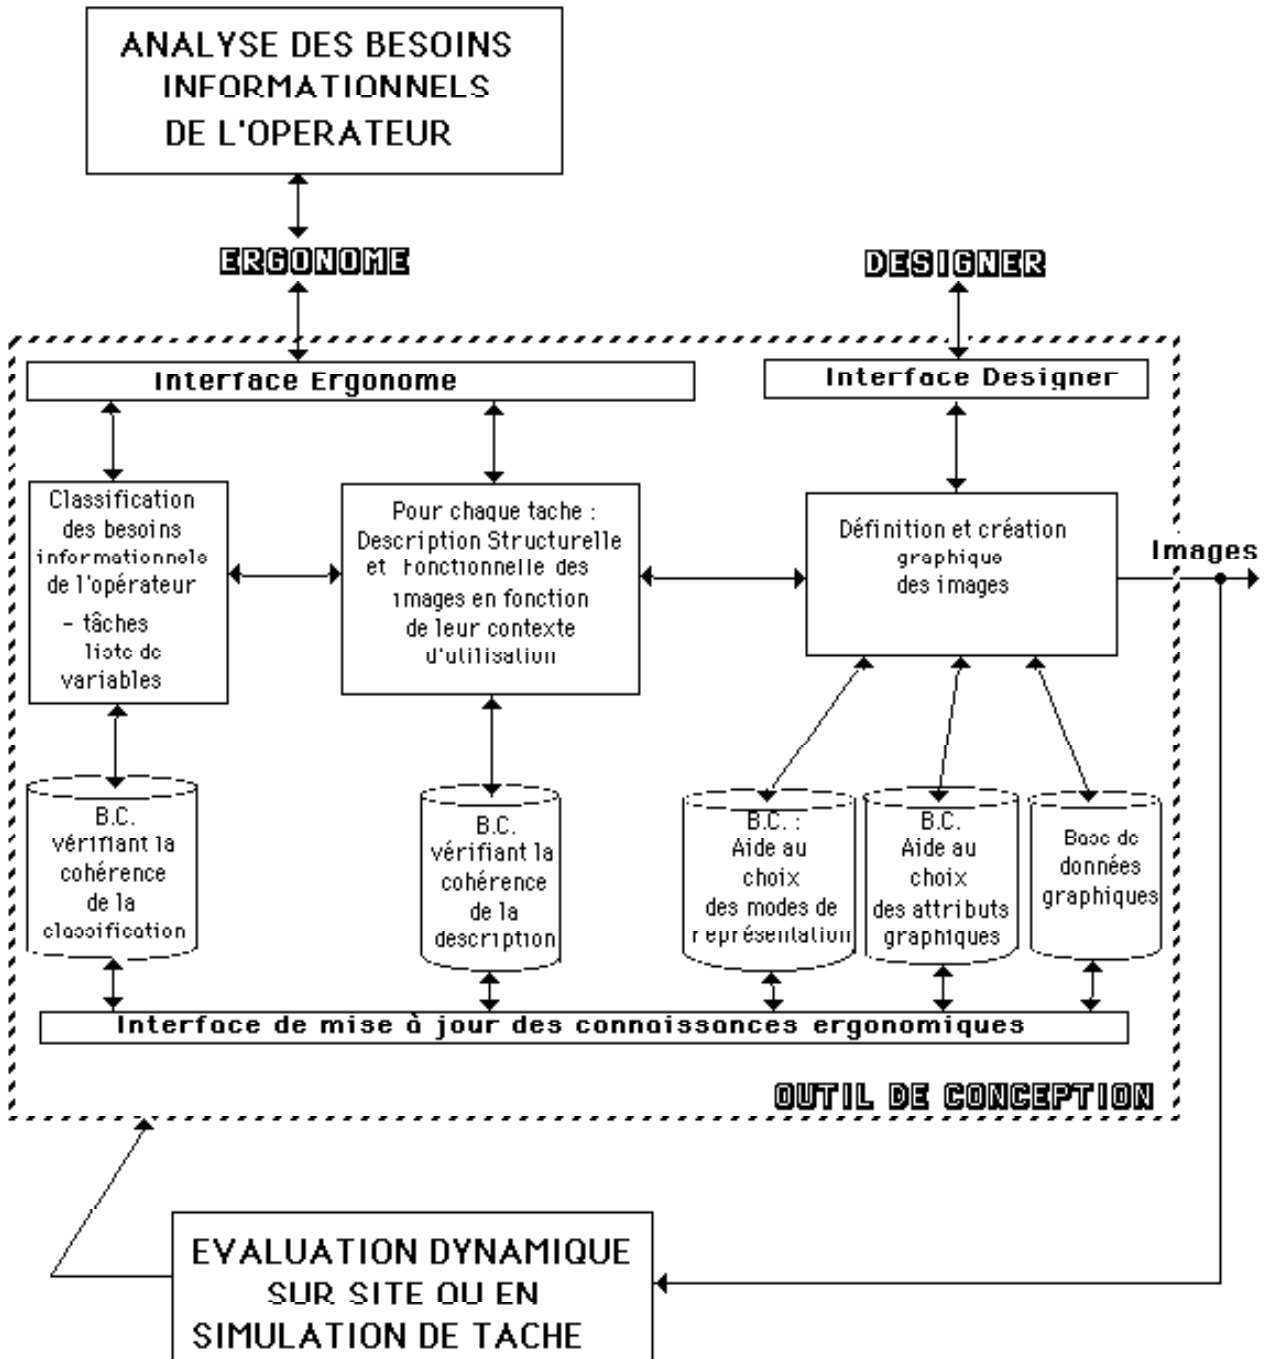 ANALYSE DES BESOINS
INFORMATIONNELS
DE L'OPERATEUR
ERGONOME
DESIGNER
Interface Ergonome
Interface Designer
Classification
des besoins
informationnels
de l'opérateur
- tâches
liste de
variables
Pour chaque tache :
Description Structurelle
et Fonctionnelle des
images en fonction
de leur contexte
d'utilisation
Définition et création
graphique
des images
Images
B.C.
vérifiant la
cohérence
de la
classification
B.C.
vérifiant la
cohérence
de la
description
B.C. :
Aide au
choix
des modes de
représentation
B.C.
Aide au
choix
des attributs
graphiques
Base de
données
graphiques
Interface de mise à jour des connaissances ergonomiques
OUTIL DE CONCEPTION
EVALUATION DYNAMIQUE
SUR SITE OU EN
SIMULATION DE TACHE